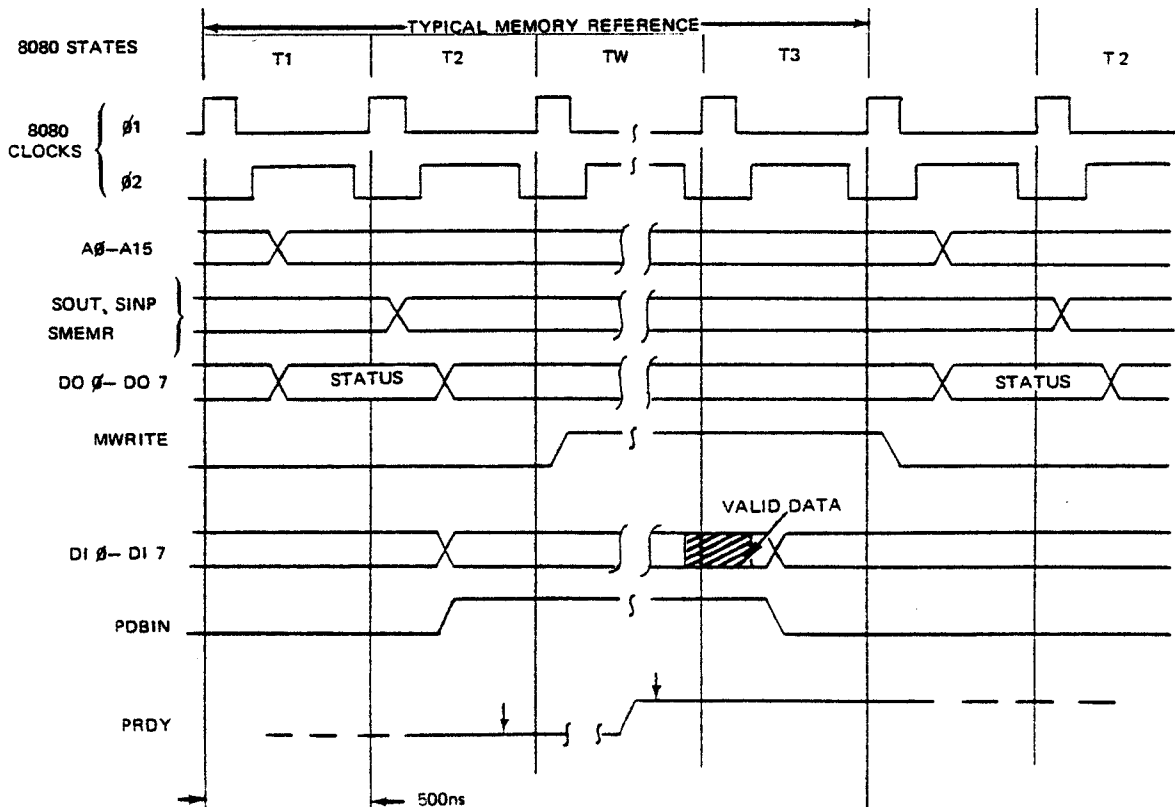 TYPICAL MEMORY REFERENCE
8080 STATES
T1 T2 TW T3 T2
8080 CLOCKS
Ø1
Ø2
AØ–A15
SOUT, SINP
SMEMR
DO Ø– DO 7
STATUS STATUS
MWRITE
VALID DATA
DI Ø– DI 7
PDBIN
PRDY
500ns